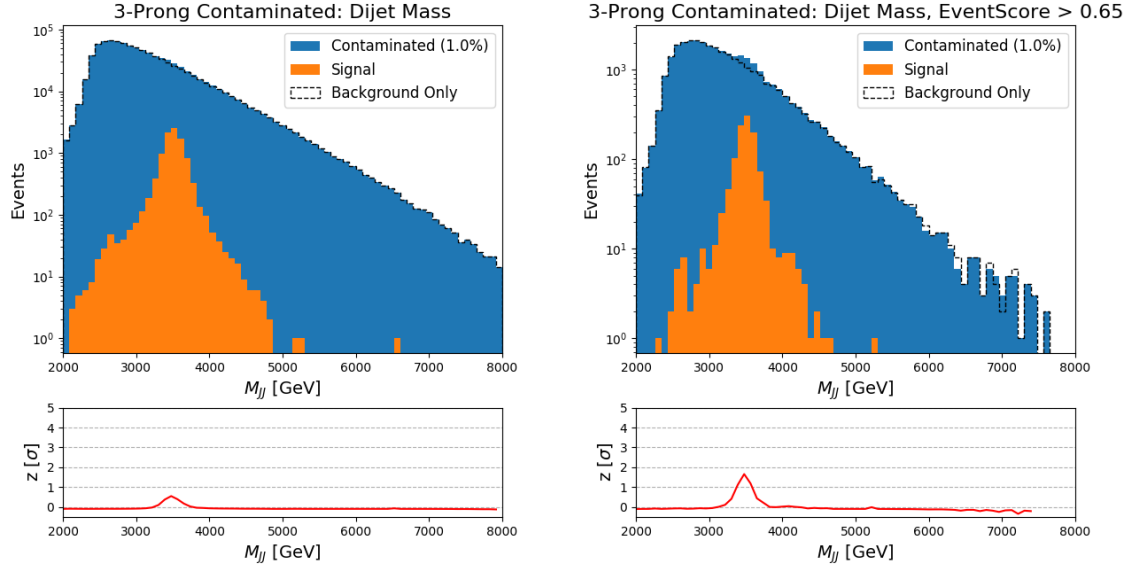 3-Prong Contaminated: Dijet Mass
Contaminated (1.0%)
Signal
Background Only
Events
10^5
10^4
10^3
10^2
10^1
10^0
2000 3000 4000 5000 6000 7000 8000
M_JJ [GeV]
z [σ]
5
4
3
2
1
0
2000 3000 4000 5000 6000 7000 8000
M_JJ [GeV]
3-Prong Contaminated: Dijet Mass, EventScore > 0.65
Contaminated (1.0%)
Signal
Background Only
Events
10^3
10^2
10^1
10^0
2000 3000 4000 5000 6000 7000 8000
M_JJ [GeV]
z [σ]
5
4
3
2
1
0
2000 3000 4000 5000 6000 7000 8000
M_JJ [GeV]